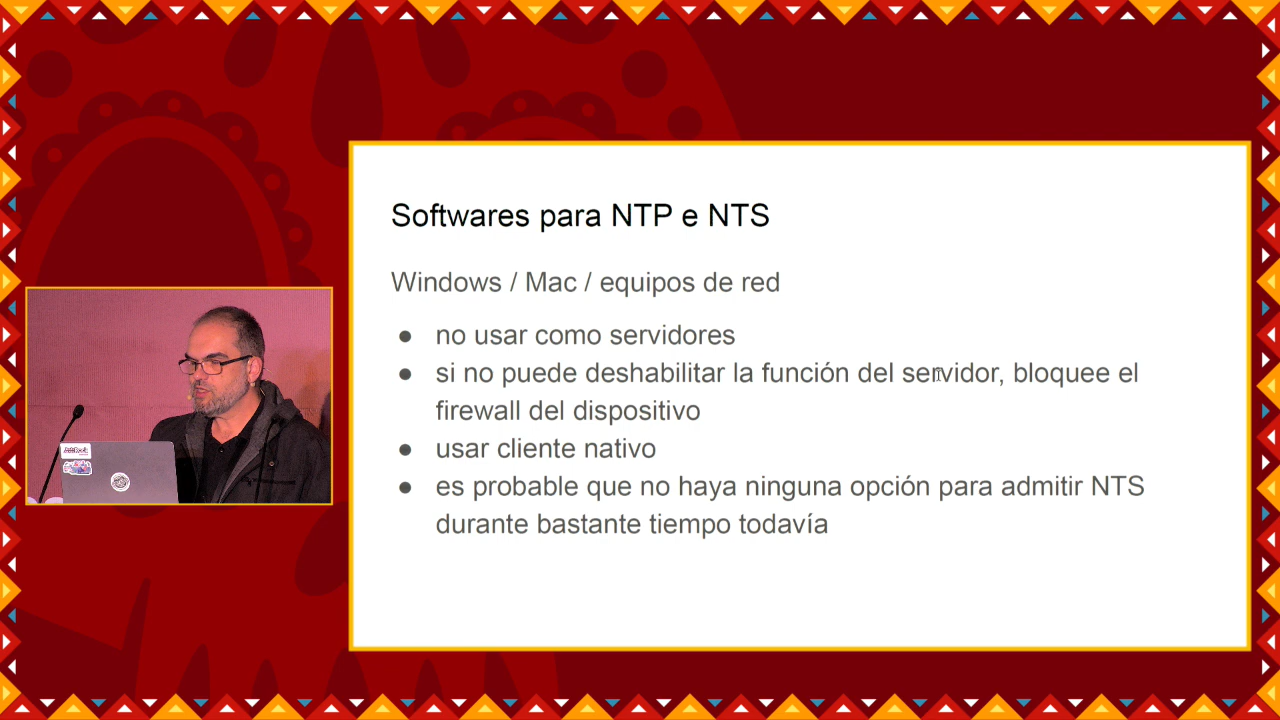 Softwares para NTP e NTS
Windows / Mac / equipos de red
● no usar como servidores
● si no puede deshabilitar la función del servidor, bloquee el
firewall del dispositivo
● usar cliente nativo
● es probable que no haya ninguna opción para admitir NTS
durante bastante tiempo todavía